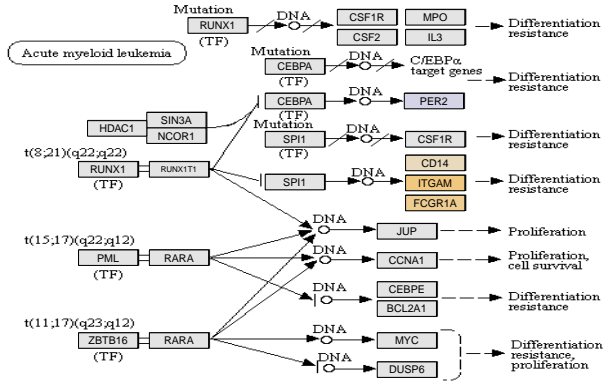 Mutation
RUNX1
(TF)
DNA
CSF1R
MPO
CSF2
IL3
Differentiation
resistance
Acute myeloid leukemia
Mutation
CEBPA
(TF)
DNA
C/EBPα
target genes
Differentiation
resistance
CEBPA
(TF)
DNA
PER2
HDAC1
SIN3A
NCOR1
Mutation
SPI1
(TF)
DNA
CSF1R
Differentiation
resistance
t(8;21)(q22;q22)
RUNX1
RUNX1T1
(TF)
SPI1
DNA
CD14
ITGAM
FCGR1A
Differentiation
resistance
DNA
JUP
Proliferation
t(15;17)(q22;q12)
PML
RARA
(TF)
DNA
CCNA1
Proliferation,
cell survival
DNA
CEBPE
BCL2A1
Differentiation
resistance
t(11;17)(q23;q12)
ZBTB16
RARA
(TF)
DNA
MYC
DNA
DUSP6
Differentiation
resistance,
proliferation